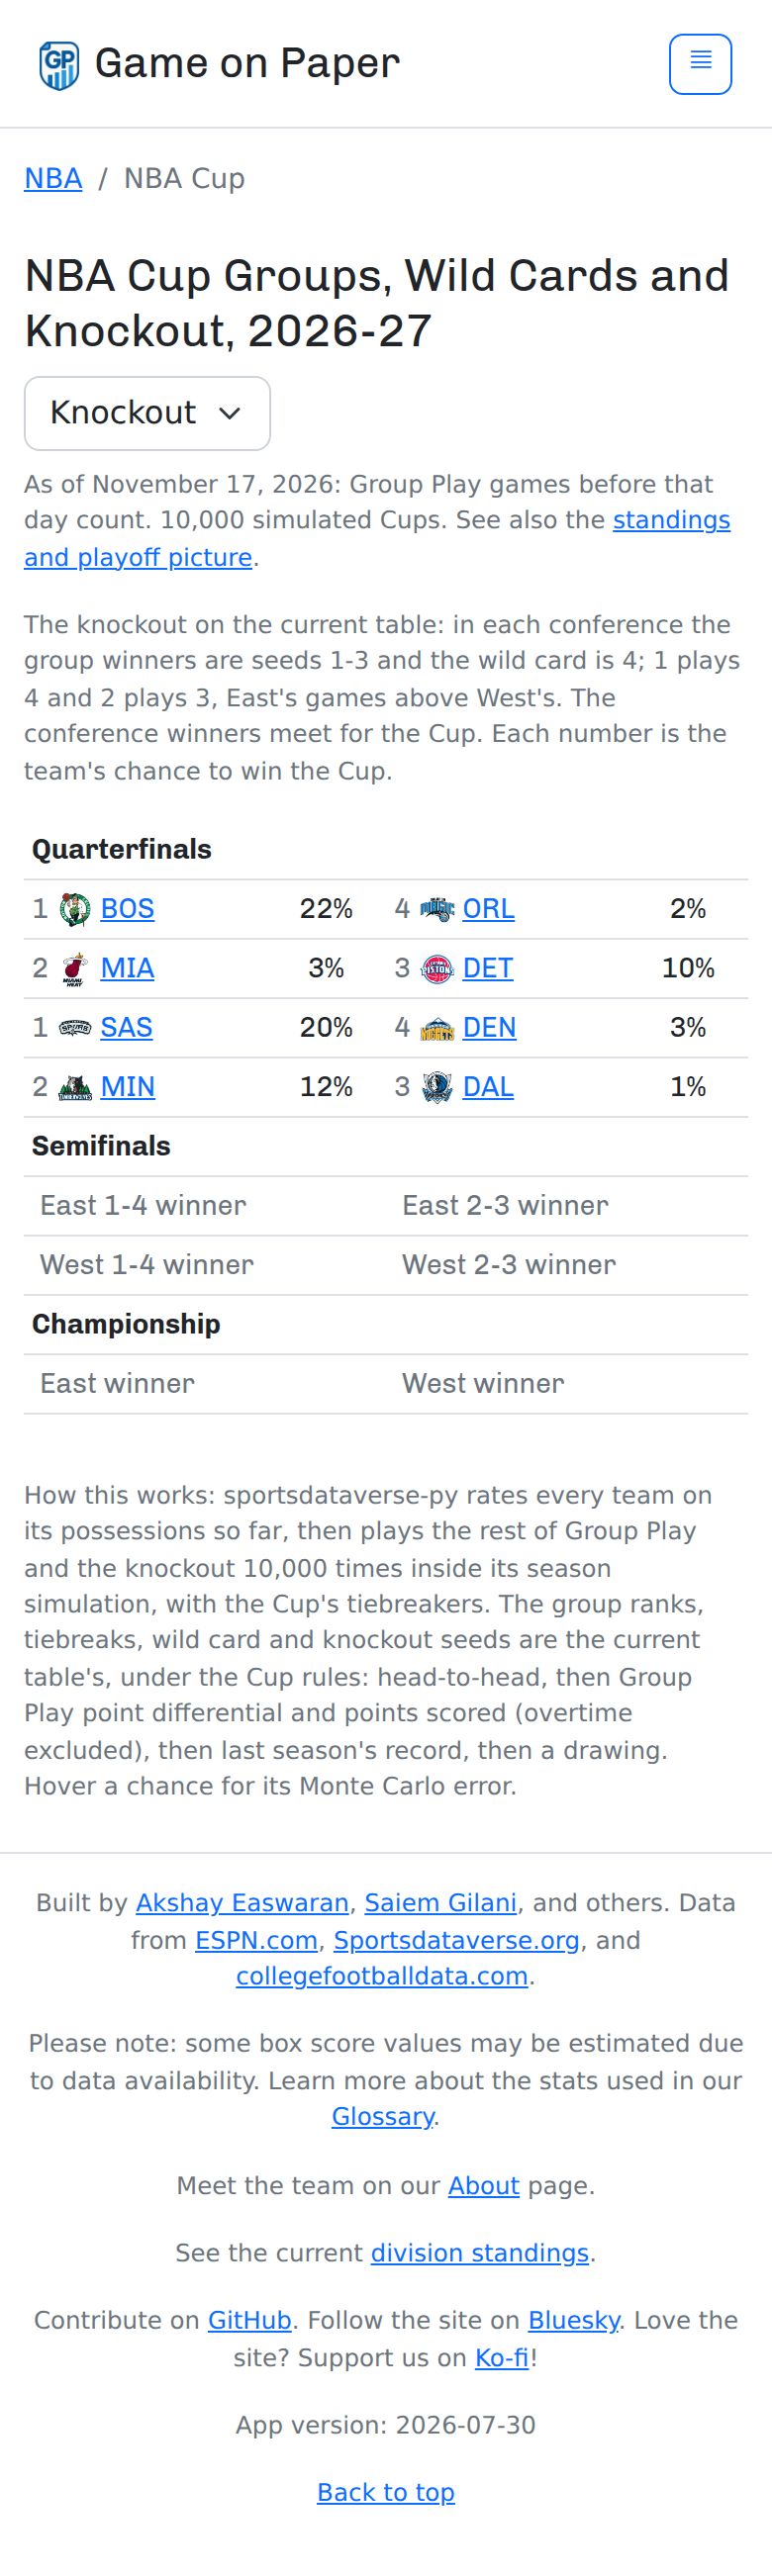 GP Game on Paper
NBA / NBA Cup
NBA Cup Groups, Wild Cards and
Knockout, 2026-27
Knockout
As of November 17, 2026: Group Play games before that
day count. 10,000 simulated Cups. See also the standings
and playoff picture.
The knockout on the current table: in each conference the
group winners are seeds 1-3 and the wild card is 4; 1 plays
4 and 2 plays 3, East's games above West's. The
conference winners meet for the Cup. Each number is the
team's chance to win the Cup.
Quarterfinals
1 BOS 22% 4 MAGIC ORL 2%
2 MIAMI HEAT MIA 3% 3 PISTONS DET 10%
1 SPURS SAS 20% 4 NUGGETS DEN 3%
2 MIN 12% 3 DAL 1%
Semifinals
East 1-4 winner East 2-3 winner
West 1-4 winner West 2-3 winner
Championship
East winner West winner
How this works: sportsdataverse-py rates every team on
its possessions so far, then plays the rest of Group Play
and the knockout 10,000 times inside its season
simulation, with the Cup's tiebreakers. The group ranks,
tiebreaks, wild card and knockout seeds are the current
table's, under the Cup rules: head-to-head, then Group
Play point differential and points scored (overtime
excluded), then last season's record, then a drawing.
Hover a chance for its Monte Carlo error.
Built by Akshay Easwaran, Saiem Gilani, and others. Data
from ESPN.com, Sportsdataverse.org, and
collegefootballdata.com.
Please note: some box score values may be estimated due
to data availability. Learn more about the stats used in our
Glossary.
Meet the team on our About page.
See the current division standings.
Contribute on GitHub. Follow the site on Bluesky. Love the
site? Support us on Ko-fi!
App version: 2026-07-30
Back to top